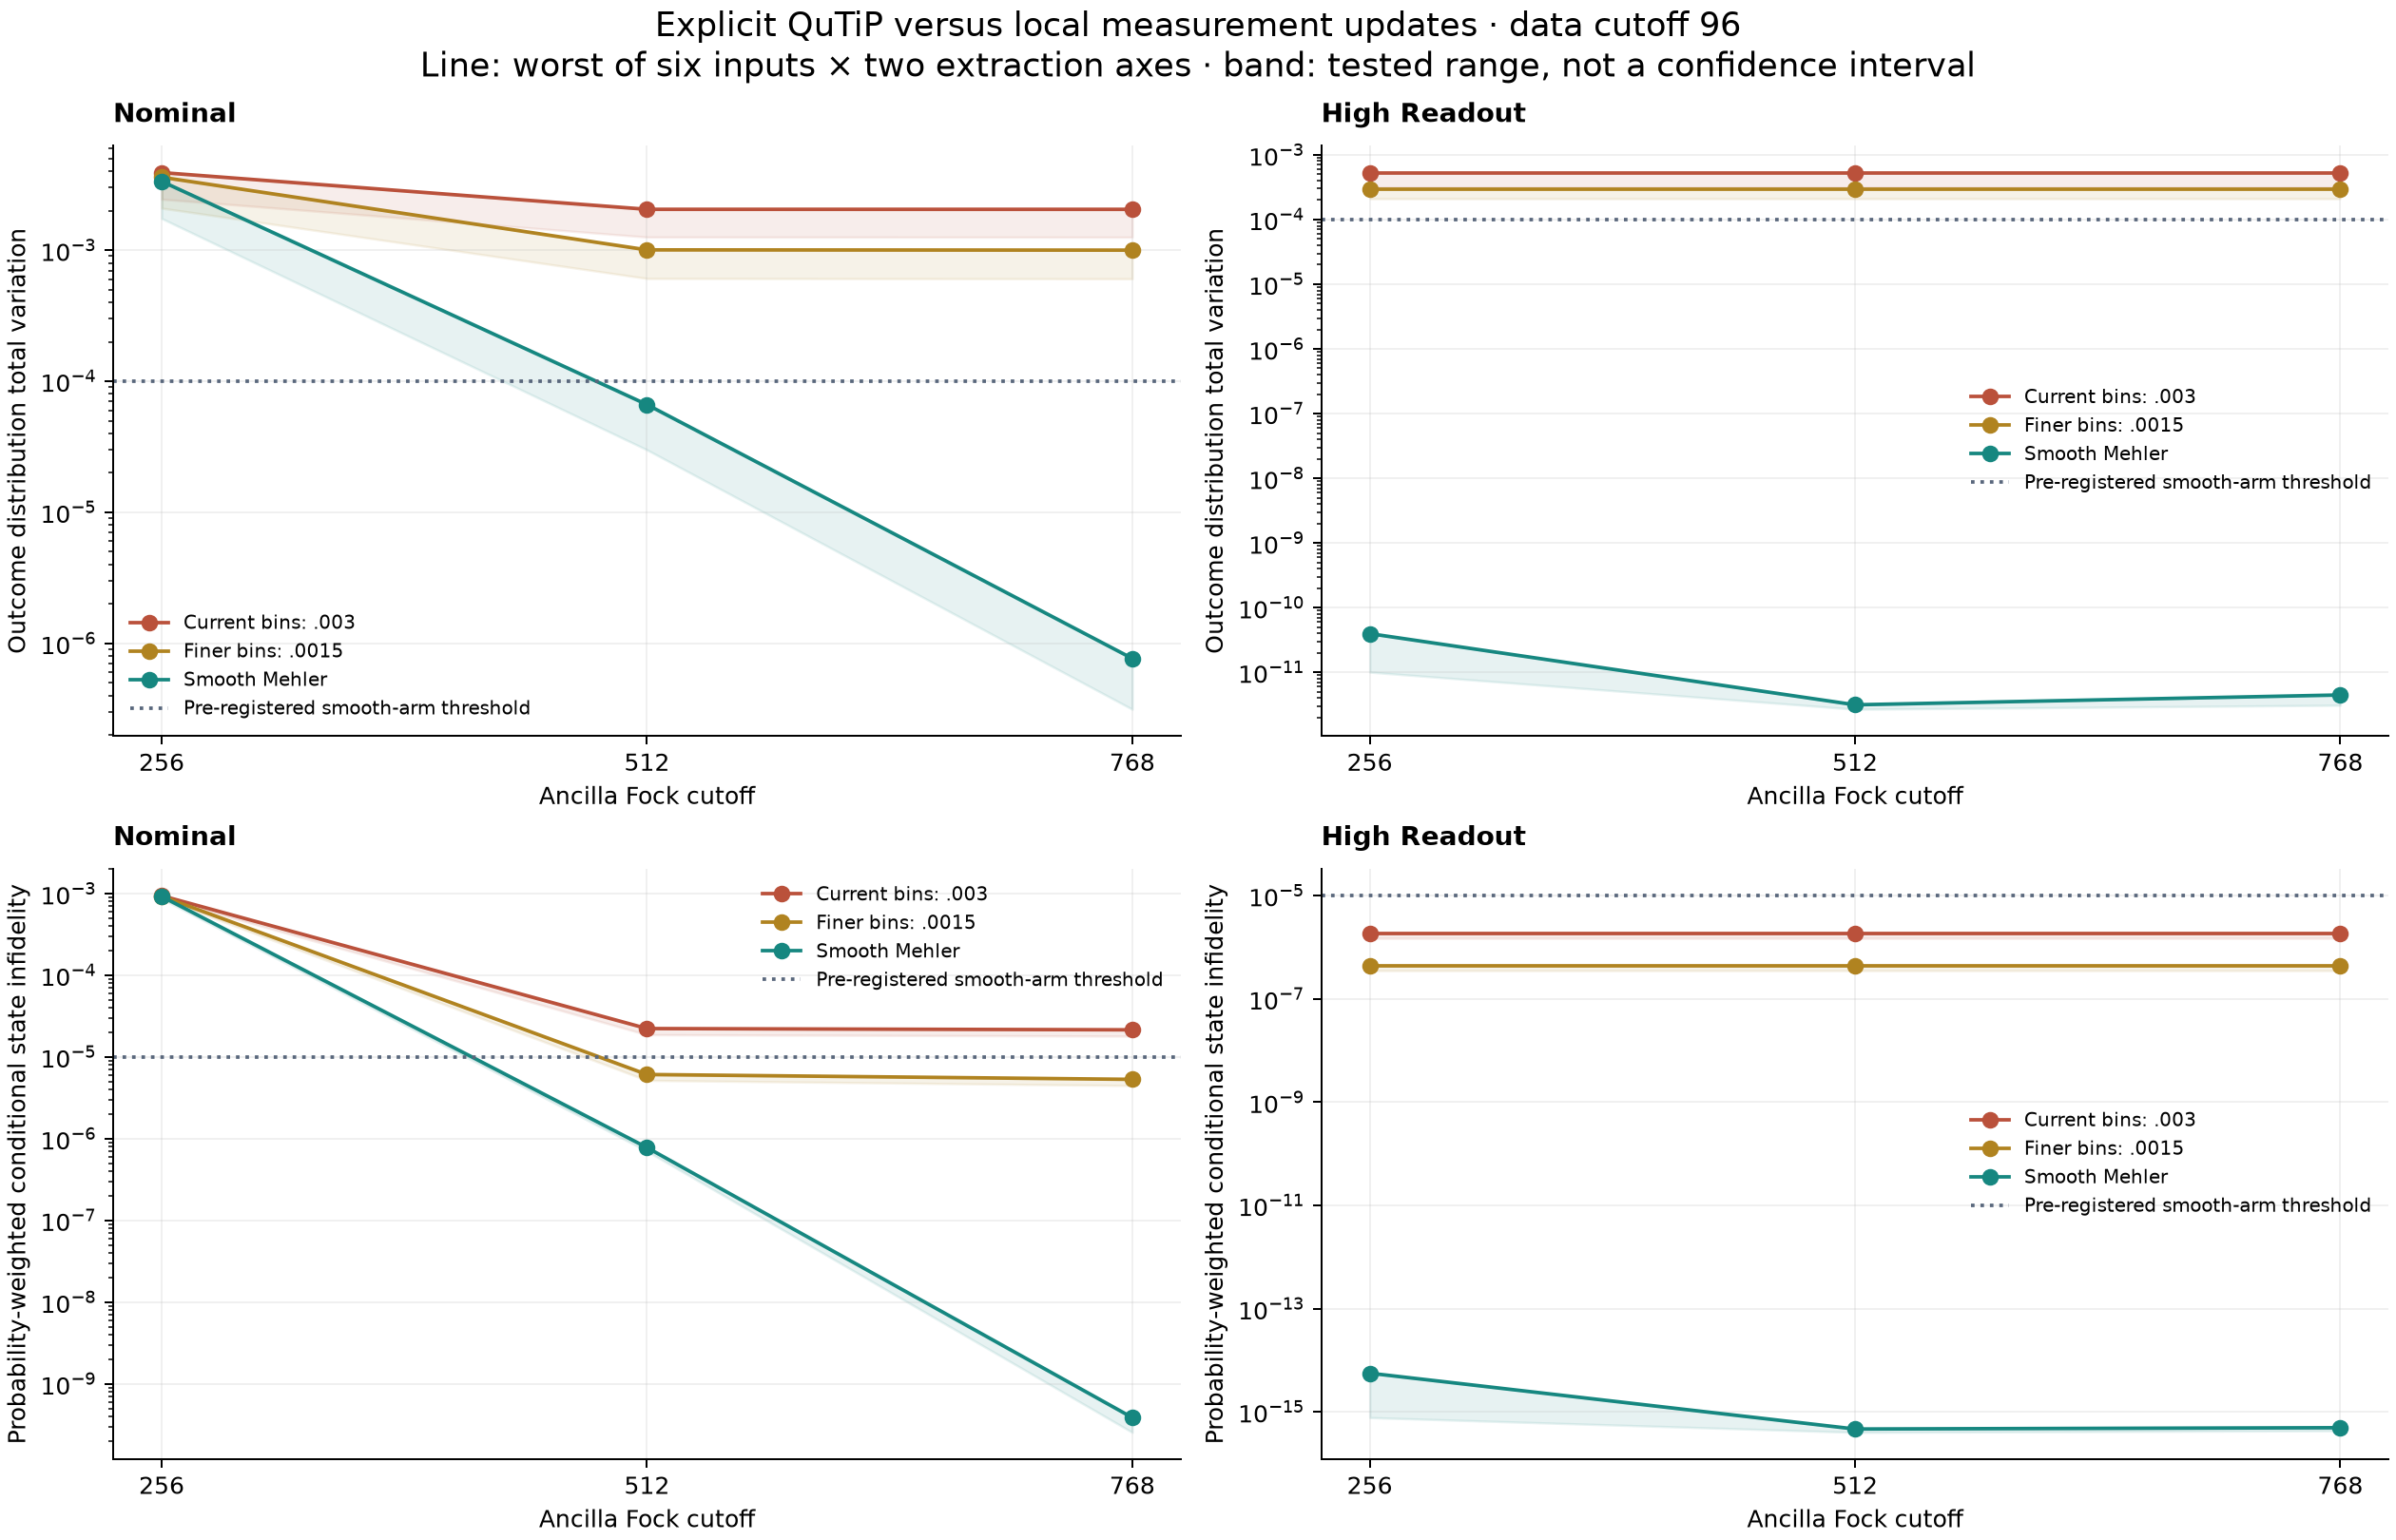 Explicit QuTiP versus local measurement updates · data cutoff 96
Line: worst of six inputs × two extraction axes · band: tested range, not a confidence interval
Nominal
Outcome distribution total variation
10⁻³
10⁻⁴
10⁻⁵
10⁻⁶
Current bins: .003
Finer bins: .0015
Smooth Mehler
Pre-registered smooth-arm threshold
256
512
768
Ancilla Fock cutoff
High Readout
Outcome distribution total variation
10⁻³
10⁻⁴
10⁻⁵
10⁻⁶
10⁻⁷
10⁻⁸
10⁻⁹
10⁻¹⁰
10⁻¹¹
Current bins: .003
Finer bins: .0015
Smooth Mehler
Pre-registered smooth-arm threshold
256
512
768
Ancilla Fock cutoff
Nominal
Probability-weighted conditional state infidelity
10⁻³
10⁻⁴
10⁻⁵
10⁻⁶
10⁻⁷
10⁻⁸
10⁻⁹
Current bins: .003
Finer bins: .0015
Smooth Mehler
Pre-registered smooth-arm threshold
256
512
768
Ancilla Fock cutoff
High Readout
Probability-weighted conditional state infidelity
10⁻⁵
10⁻⁷
10⁻⁹
10⁻¹¹
10⁻¹³
10⁻¹⁵
Current bins: .003
Finer bins: .0015
Smooth Mehler
Pre-registered smooth-arm threshold
256
512
768
Ancilla Fock cutoff